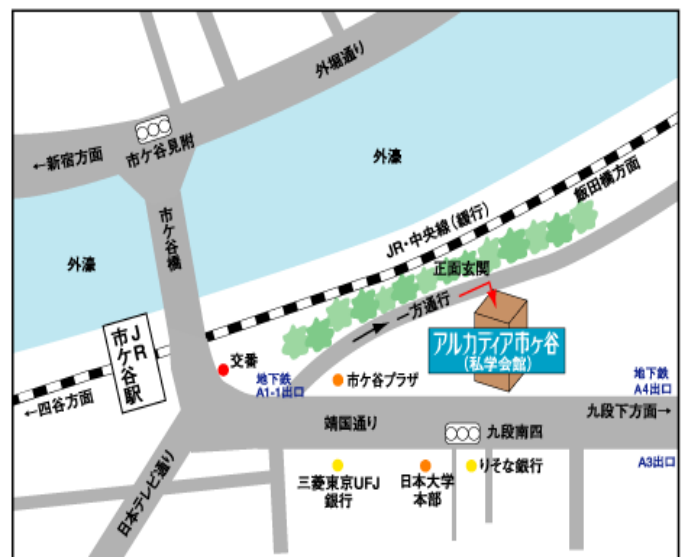 外堀通り
市ケ谷見附
←新宿方面
外濠
市ケ谷橋
外濠
飯田橋方面
JR・中央線(銀行)
正面玄関
一方通行
アルカディア市ヶ谷
(私学会館)
JR
市ケ谷駅
交番
地下鉄
A1-1出口
市ケ谷プラザ
地下鉄
A4出口
←四谷方面
靖国通り
九段南四
九段下方面→
日本テレビ通り
三菱東京UFJ
銀行
日本大学
本部
りそな銀行
A3出口